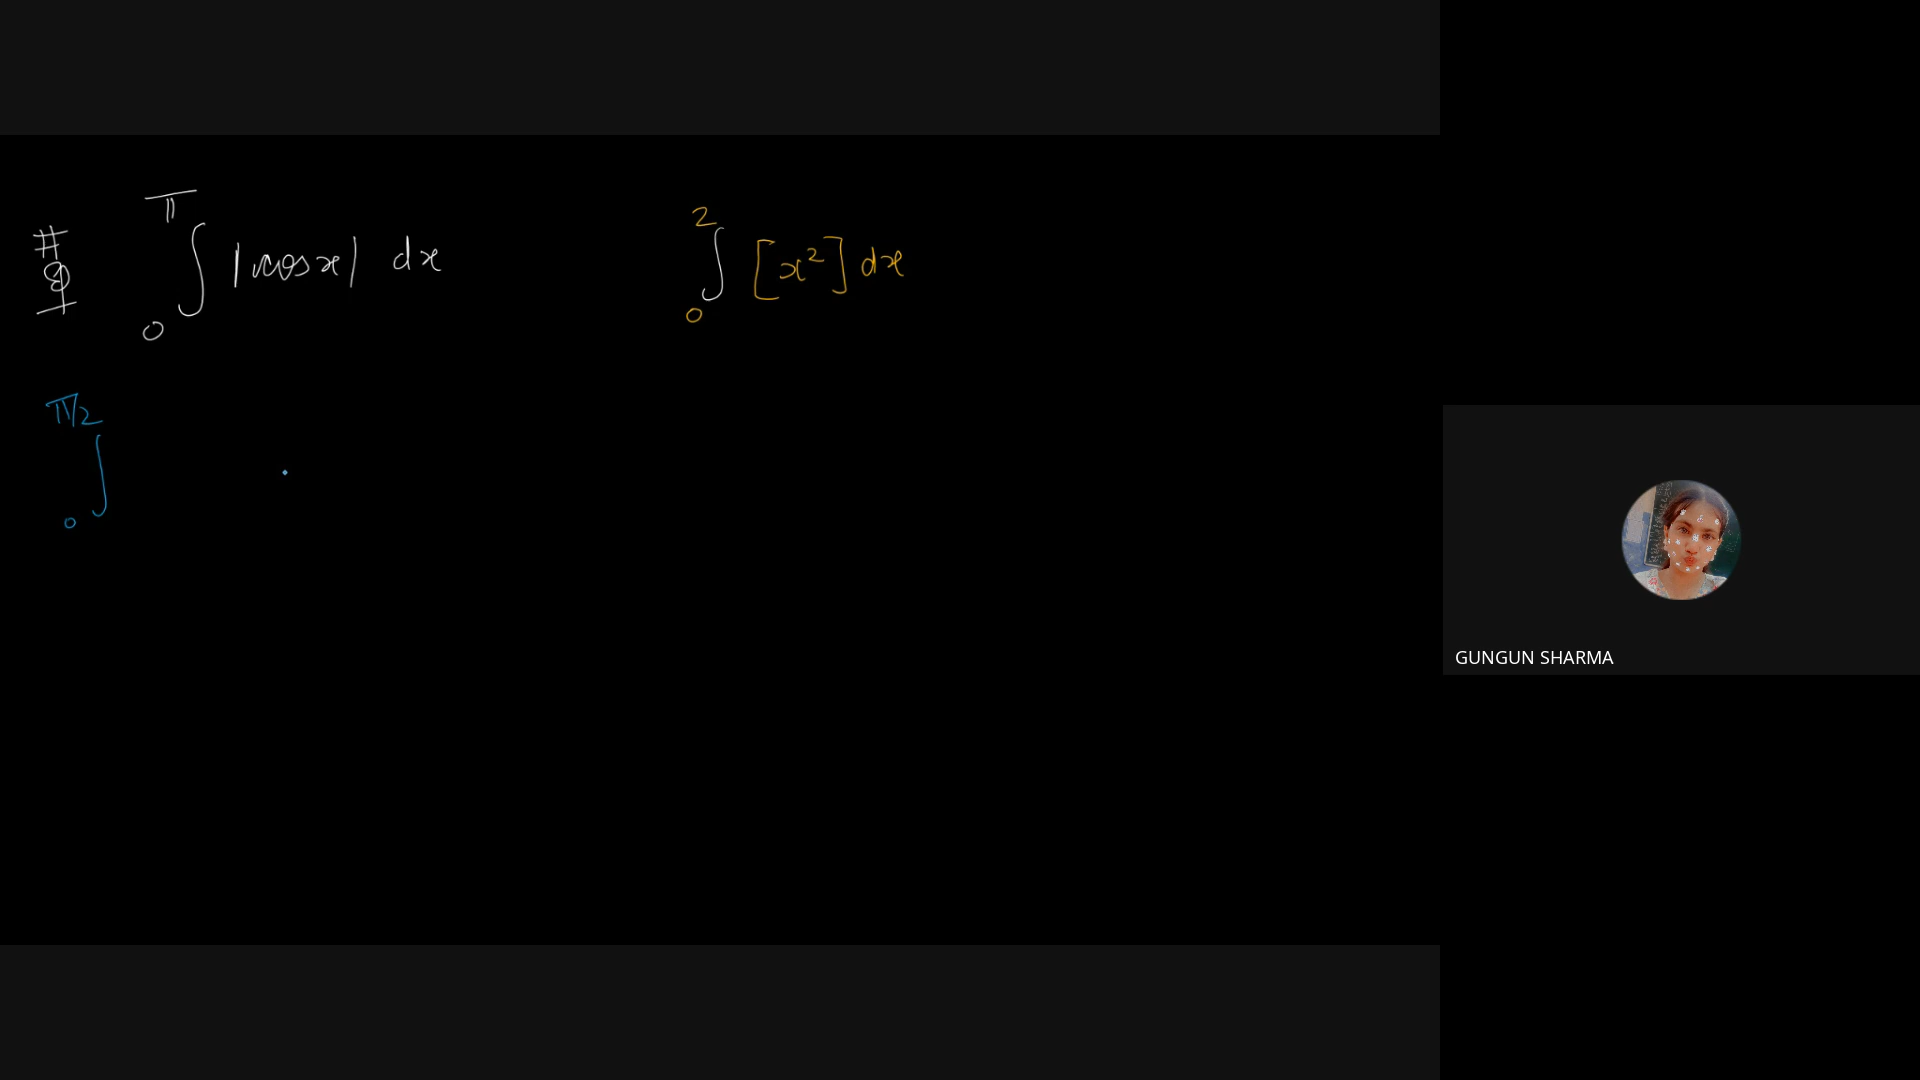 # Q ∫₀^π |cos x| dx
∫₀² [x²] dx
∫₀^π/2
GUNGUN SHARMA